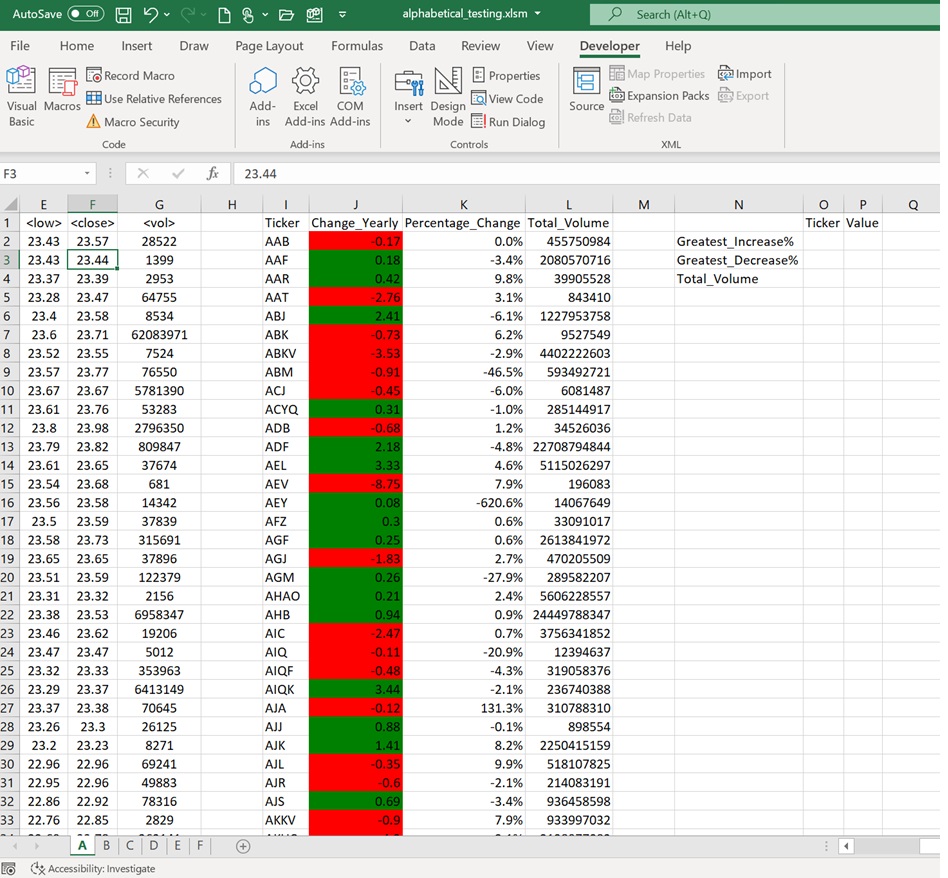 AutoSave Off alphabetical_testing.xlsm Search (Alt+Q)
File Home Insert Draw Page Layout Formulas Data Review View Developer Help
Visual Basic
Macros
Record Macro
Use Relative References
Macro Security
Code
Add-ins
Excel Add-ins
COM Add-ins
Add-ins
Insert
Design Mode
Properties
View Code
Run Dialog
Controls
Source
Map Properties
Expansion Packs
Refresh Data
Import
Export
XML
F3 fx 23.44
E F G H I J K L M N O P Q
1 <low> <close> <vol> Ticker Change_Yearly Percentage_Change Total_Volume Ticker Value
2 23.43 23.57 28522 AAB -0.17 0.0% 455750984 Greatest_Increase%
3 23.43 23.44 1399 AAF 0.18 -3.4% 2080570716 Greatest_Decrease%
4 23.37 23.39 2953 AAR 0.42 9.8% 39905528 Total_Volume
5 23.28 23.47 64755 AAT -2.76 3.1% 843410
6 23.4 23.58 8534 ABJ 2.41 -6.1% 1227953758
7 23.6 23.71 62083971 ABK -0.73 6.2% 9527549
8 23.52 23.55 7524 ABKV -3.53 -2.9% 4402222603
9 23.57 23.77 76550 ABM -0.91 -46.5% 593492721
10 23.67 23.67 5781390 ACJ -0.45 -6.0% 6081487
11 23.61 23.76 53283 ACYQ 0.31 -1.0% 285144917
12 23.8 23.98 2796350 ADB -0.68 1.2% 34526036
13 23.79 23.82 809847 ADF 2.18 -4.8% 22708794844
14 23.61 23.65 37674 AEL 3.33 4.6% 5115026297
15 23.54 23.68 681 AEV -8.75 7.9% 196083
16 23.56 23.58 14342 AEY 0.08 -620.6% 14067649
17 23.5 23.59 37839 AFZ 0.3 0.6% 33091017
18 23.58 23.73 315691 AGF 0.25 0.6% 2613841972
19 23.65 23.65 37896 AGJ -1.83 2.7% 470205509
20 23.51 23.59 122379 AGM 0.26 -27.9% 289582207
21 23.31 23.32 2156 AHAO 0.21 2.4% 5606228557
22 23.38 23.53 6958347 AHB 0.94 0.9% 24449788347
23 23.46 23.62 19206 AIC -2.47 0.7% 3756341852
24 23.47 23.47 5012 AIQ -0.11 -20.9% 12394637
25 23.32 23.33 353963 AIQF -0.48 -4.3% 319058376
26 23.29 23.37 6413149 AIQK 3.44 -2.1% 236740388
27 23.37 23.38 70645 AJA -0.12 131.3% 310788310
28 23.26 23.3 26125 AJJ 0.88 -0.1% 898554
29 23.2 23.23 8271 AJK 1.41 8.2% 2250415159
30 22.96 22.96 69241 AJL -0.35 9.9% 518107825
31 22.95 22.96 49883 AJR -0.6 -2.1% 214083191
32 22.86 22.92 78316 AJS 0.69 -3.4% 936458598
33 22.76 22.85 2829 AKKV -0.9 7.9% 933997032
A B C D E F
Accessibility: Investigate